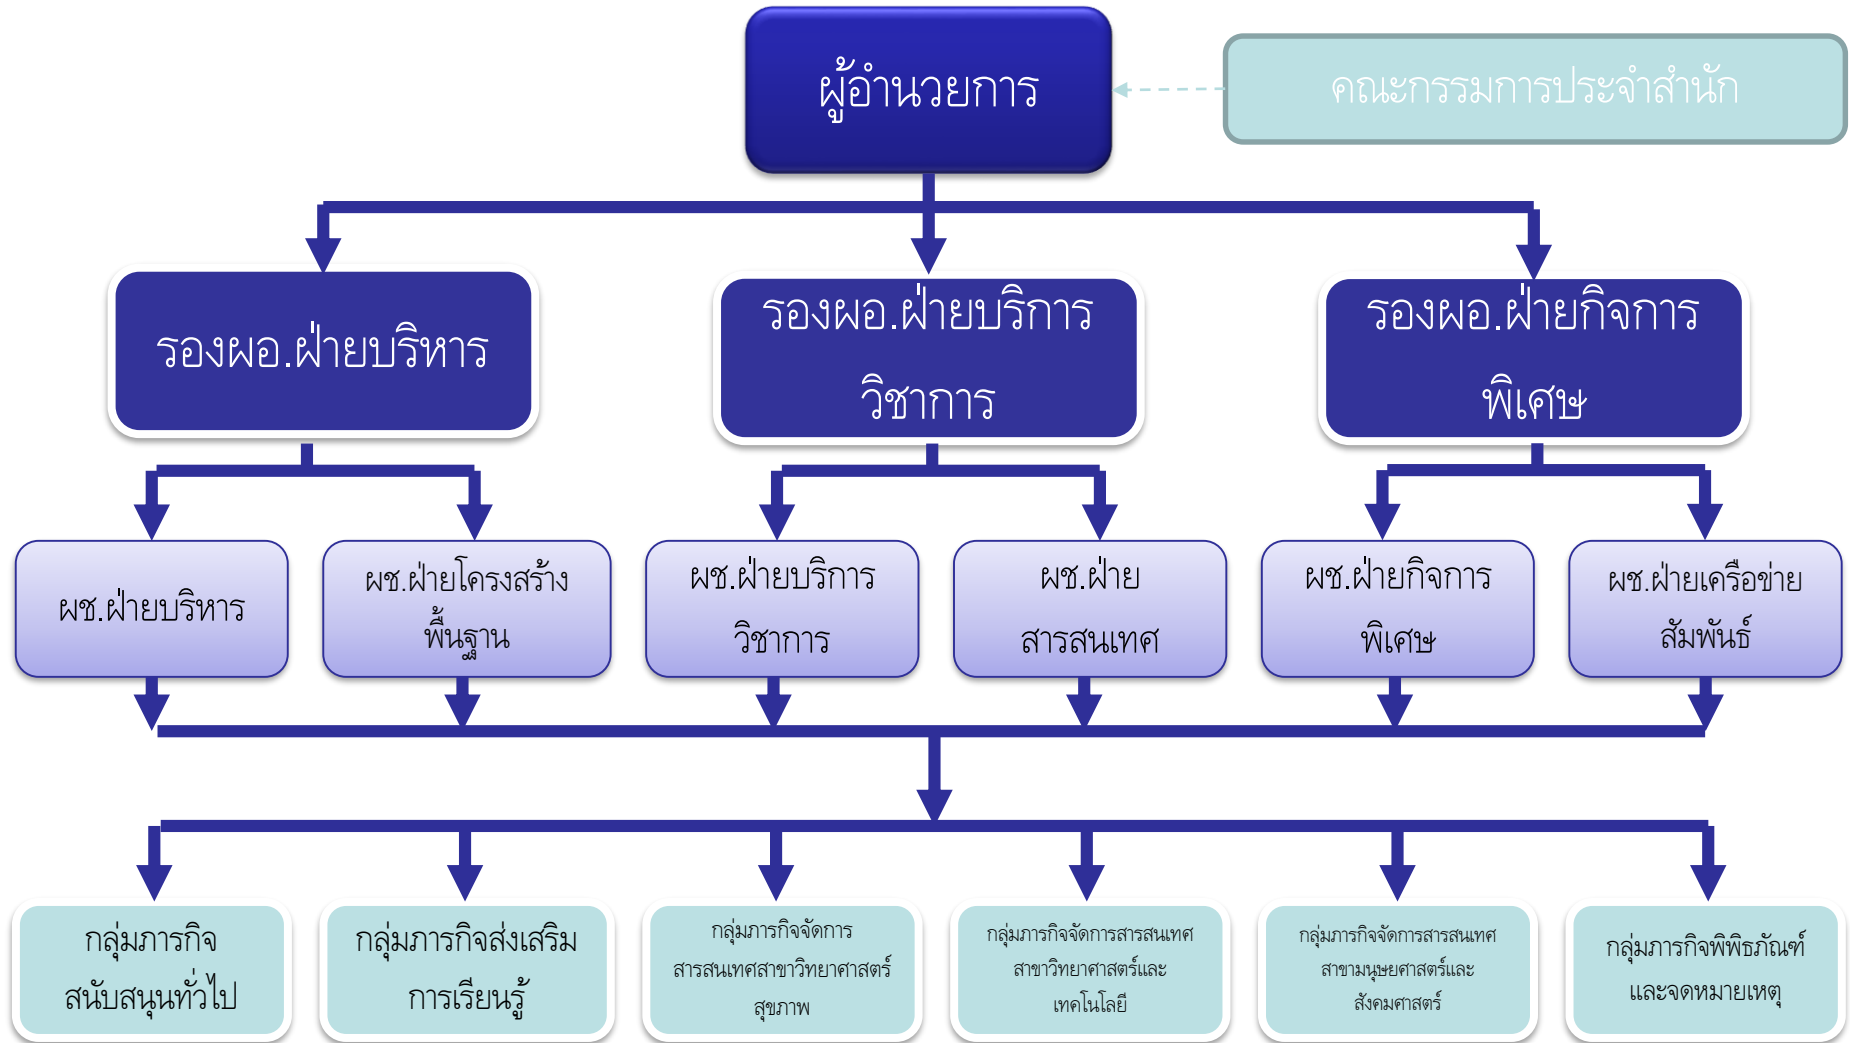 ผู้อำนวยการ
คณะกรรมการประจำสำนัก
รองผอ.ฝ่ายบริหาร
รองผอ.ฝ่ายบริการ
วิชาการ
รองผอ.ฝ่ายกิจการ
พิเศษ
ผช.ฝ่ายบริหาร
ผช.ฝ่ายโครงสร้าง
พื้นฐาน
ผช.ฝ่ายบริการ
วิชาการ
ผช.ฝ่าย
สารสนเทศ
ผช.ฝ่ายกิจการ
พิเศษ
ผช.ฝ่ายเครือข่าย
สัมพันธ์
กลุ่มภารกิจ
สนับสนุนทั่วไป
กลุ่มภารกิจส่งเสริม
การเรียนรู้
กลุ่มภารกิจจัดการ
สารสนเทศสาขาวิทยาศาสตร์
สุขภาพ
กลุ่มภารกิจจัดการสารสนเทศ
สาขาวิทยาศาสตร์และ
เทคโนโลยี
กลุ่มภารกิจจัดการสารสนเทศ
สาขามนุษยศาสตร์และ
สังคมศาสตร์
กลุ่มภารกิจพิพิธภัณฑ์
และจดหมายเหตุ